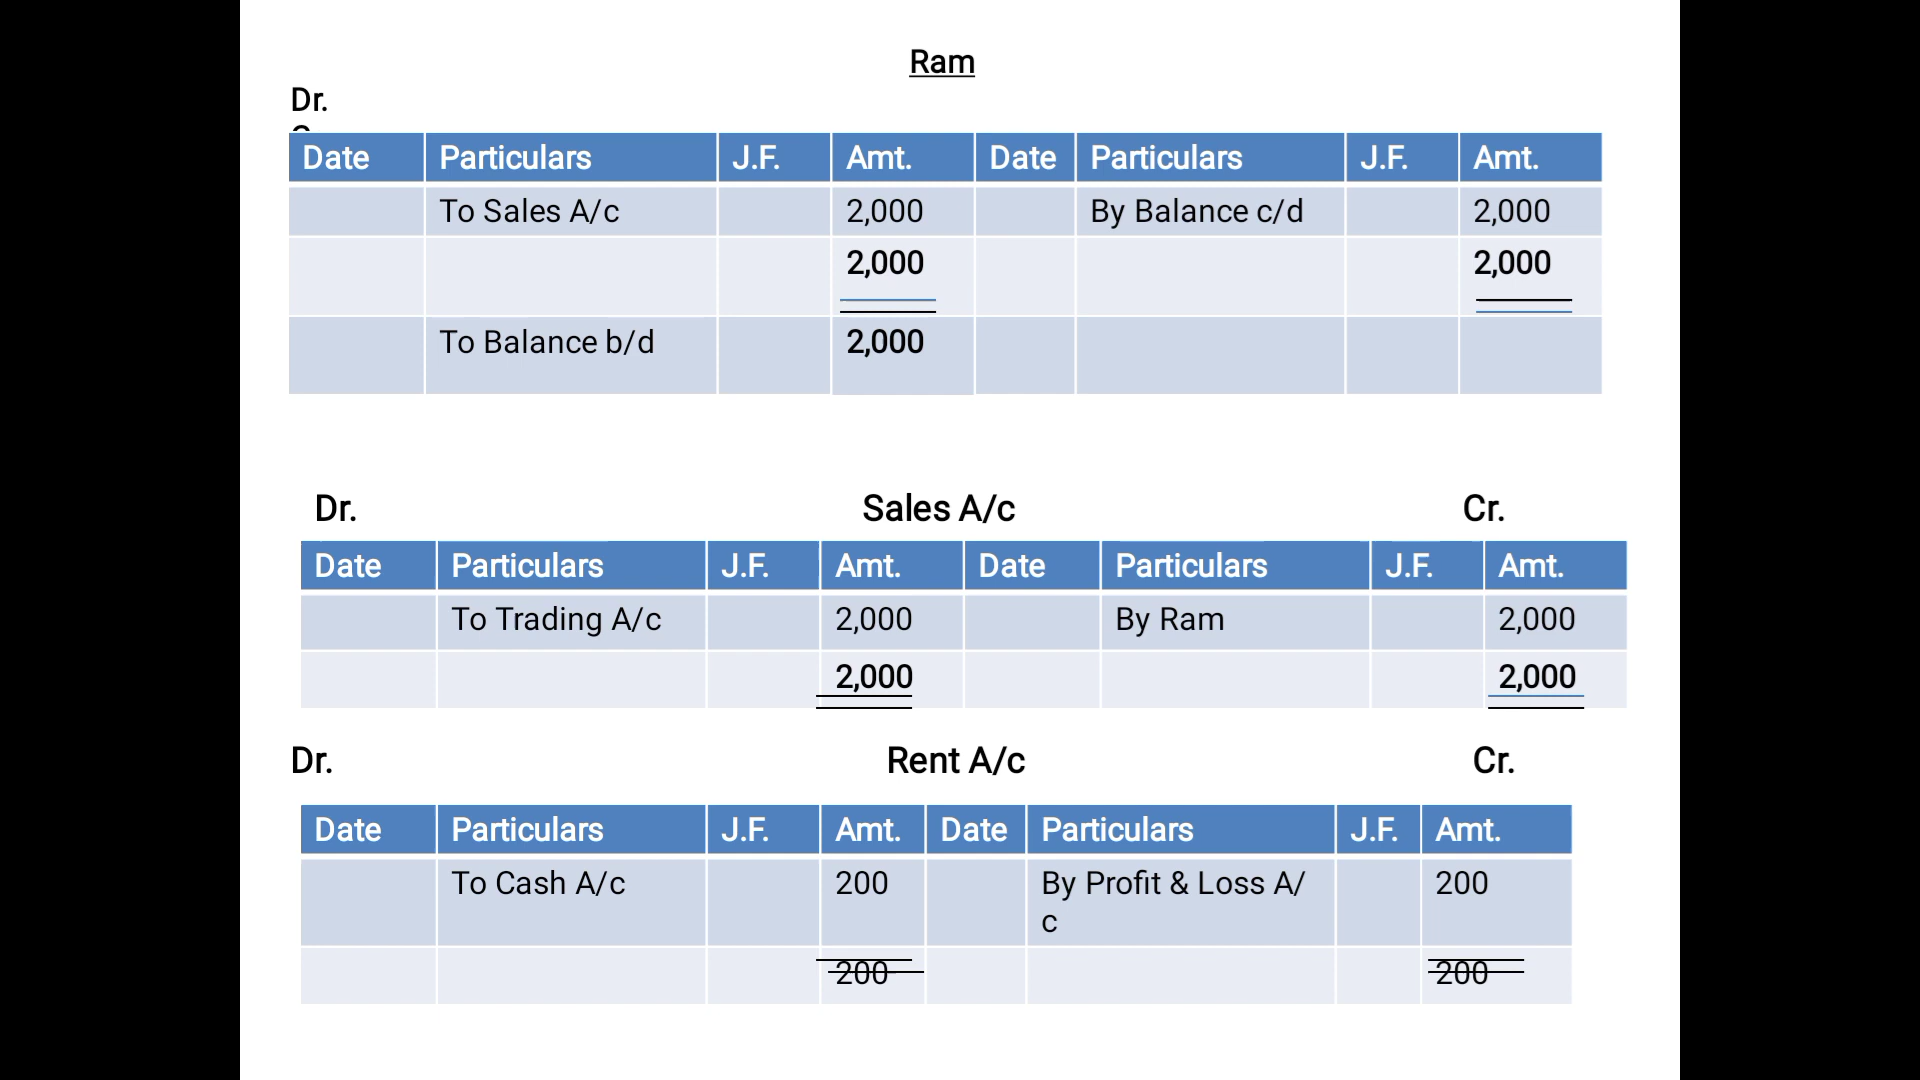 Ram
Dr.
Date Particulars J.F. Amt. Date Particulars J.F. Amt.
To Sales A/c 2,000 By Balance c/d 2,000
2,000 2,000
To Balance b/d 2,000
Dr. Sales A/c Cr.
Date Particulars J.F. Amt. Date Particulars J.F. Amt.
To Trading A/c 2,000 By Ram 2,000
2,000 2,000
Dr. Rent A/c Cr.
Date Particulars J.F. Amt. Date Particulars J.F. Amt.
To Cash A/c 200 By Profit & Loss A/ 200
c
200 200